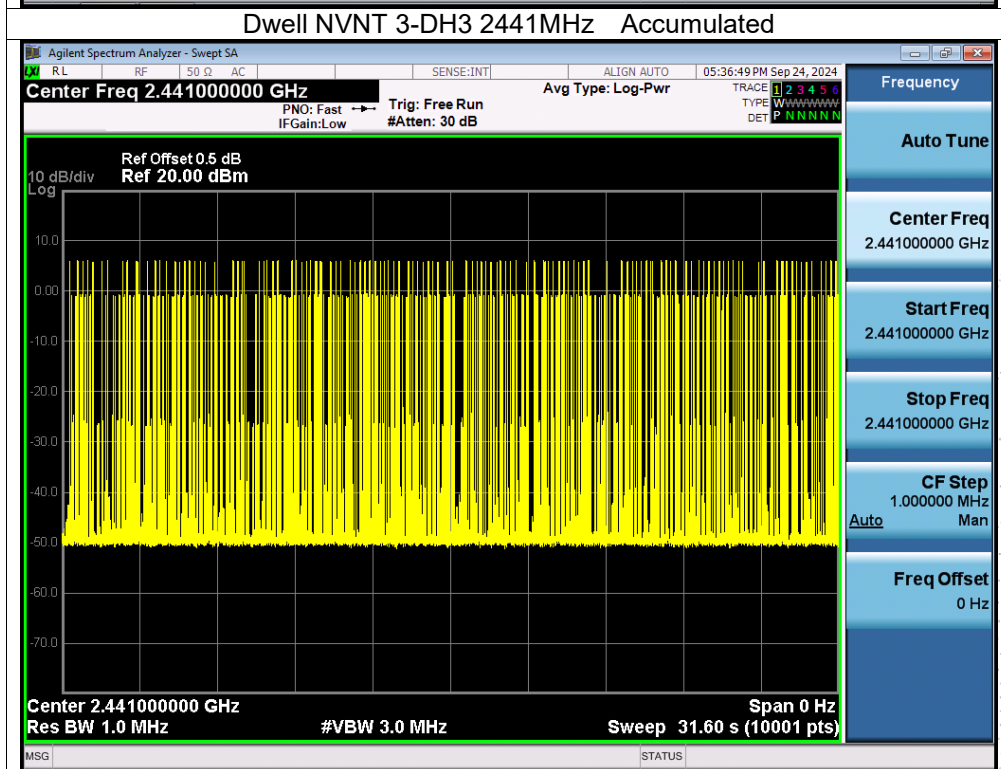 Dwell NVNT 3-DH3 2441MHz Accumulated
Agilent Spectrum Analyzer - Swept SA
LXI RL RF 50 Ω AC SENSE:INT ALIGN AUTO 05:36:49 PM Sep 24, 2024
Center Freq 2.441000000 GHz
PNO: Fast
IFGain:Low
Trig: Free Run
#Atten: 30 dB
Avg Type: Log-Pwr
TRACE 1 2 3 4 5 6
TYPE WWWWWWW
DET P N N N N N
Ref Offset 0.5 dB
10 dB/div Ref 20.00 dBm
Log
10.0
0.00
-10.0
-20.0
-30.0
-40.0
-50.0
-60.0
-70.0
Center 2.441000000 GHz Span 0 Hz
Res BW 1.0 MHz #VBW 3.0 MHz Sweep 31.60 s (10001 pts)
MSG STATUS
Frequency
Auto Tune
Center Freq
2.441000000 GHz
Start Freq
2.441000000 GHz
Stop Freq
2.441000000 GHz
CF Step
1.000000 MHz
Auto Man
Freq Offset
0 Hz